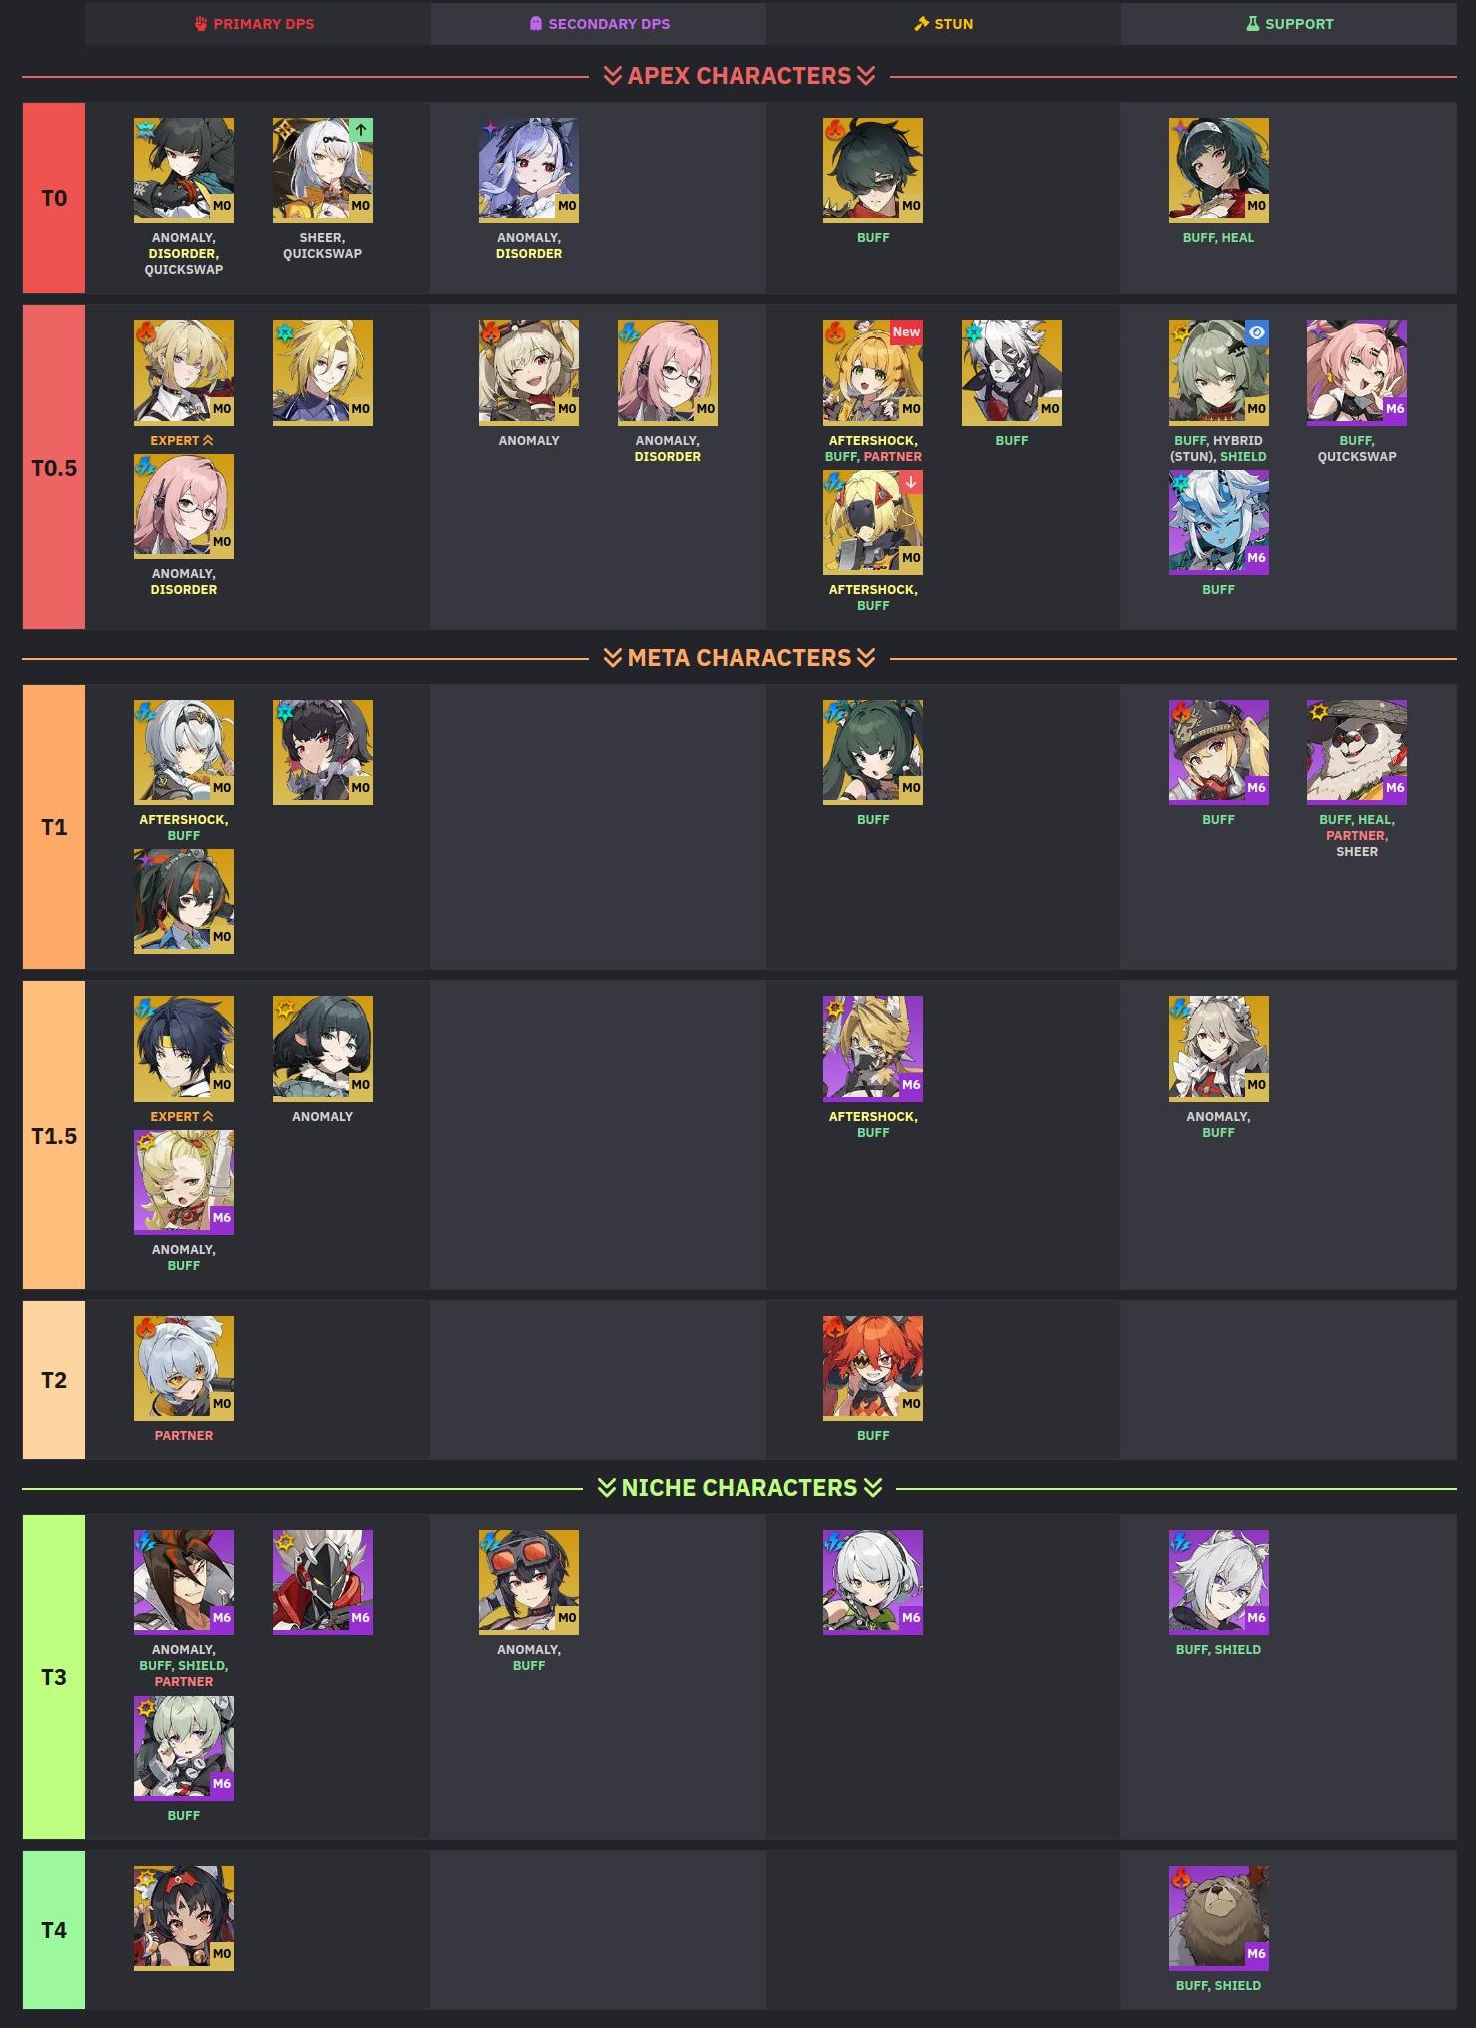 PRIMARY DPS
SECONDARY DPS
STUN
SUPPORT
APEX CHARACTERS
T0
M0
M0
M0
M0
M0
ANOMALY,
DISORDER,
QUICKSWAP
SHEER,
QUICKSWAP
ANOMALY,
DISORDER
BUFF
BUFF, HEAL
T0.5
M0
M0
M0
M0
New
M0
M0
M0
M6
EXPERT
ANOMALY
ANOMALY,
DISORDER
AFTERSHOCK,
BUFF, PARTNER
BUFF
BUFF, HYBRID
(STUN), SHIELD
BUFF,
QUICKSWAP
M0
M0
M6
ANOMALY,
DISORDER
AFTERSHOCK,
BUFF
BUFF
META CHARACTERS
T1
M0
M0
M0
M6
M6
AFTERSHOCK,
BUFF
BUFF
BUFF
BUFF, HEAL,
PARTNER,
SHEER
M0
T1.5
M0
M0
M6
M0
EXPERT
ANOMALY
AFTERSHOCK,
BUFF
ANOMALY,
BUFF
M6
ANOMALY,
BUFF
T2
M0
M0
PARTNER
BUFF
NICHE CHARACTERS
T3
M6
M6
M0
M6
M6
ANOMALY,
BUFF, SHIELD,
PARTNER
ANOMALY,
BUFF
BUFF, SHIELD
M6
BUFF
T4
M0
M6
BUFF, SHIELD